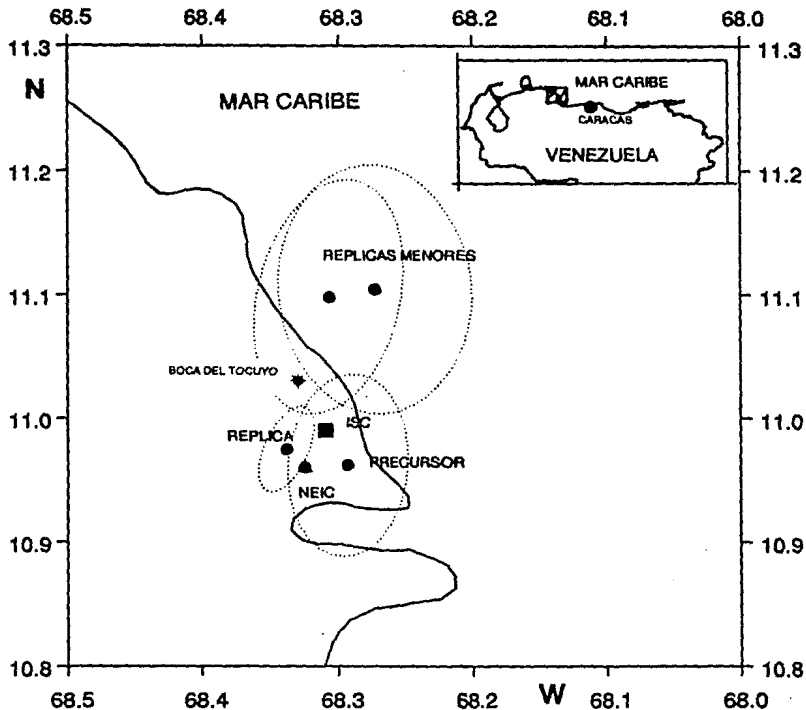 68.5 68.4 68.3 68.2 68.1 68.0
11.3 11.3
N
MAR CARIBE
MAR CARIBE
CARACAS
VENEZUELA
11.2 11.2
REPLICAS MENORES
11.1 11.1
BOCA DEL TOCUYO
11.0 11.0
ISC
REPLICA
PRECURSOR
NEIC
10.9 10.9
10.8 10.8
68.5 68.4 68.3 68.2 68.1 68.0
W